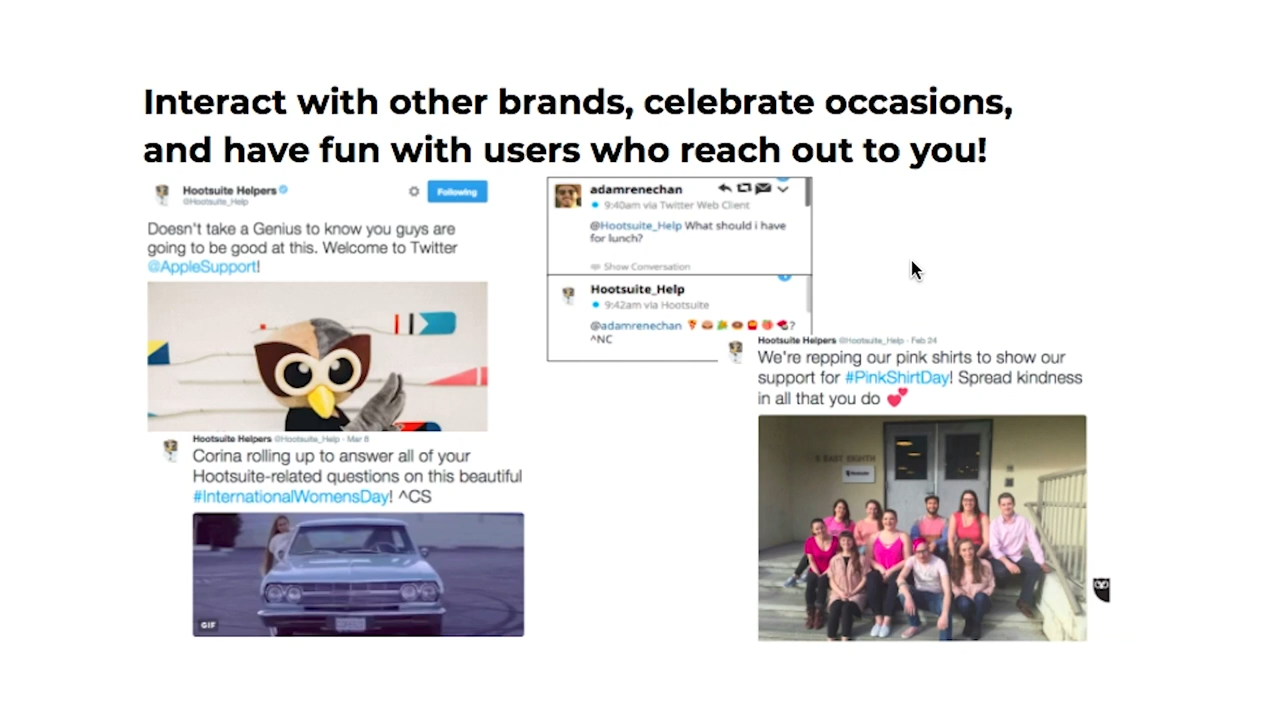 Interact with other brands, celebrate occasions,
and have fun with users who reach out to you!
Hootsuite Helpers
@Hootsuite_Help
Following
Doesn't take a Genius to know you guys are
going to be good at this. Welcome to Twitter
@AppleSupport!
Hootsuite Helpers @Hootsuite_Help · Mar 8
Corina rolling up to answer all of your
Hootsuite-related questions on this beautiful
#InternationalWomensDay! ^CS
GIF
adamrenechan
9:40am via Twitter Web Client
@Hootsuite_Help What should i have
for lunch?
Show Conversation
Hootsuite_Help
9:42am via Hootsuite
@adamrenechan 🍕🍔🌽🍩🍟🍑🍖?
^NC
Hootsuite Helpers @Hootsuite_Help · Feb 24
We're repping our pink shirts to show our
support for #PinkShirtDay! Spread kindness
in all that you do 💕
5 EAST EIGHTH
Hootsuite